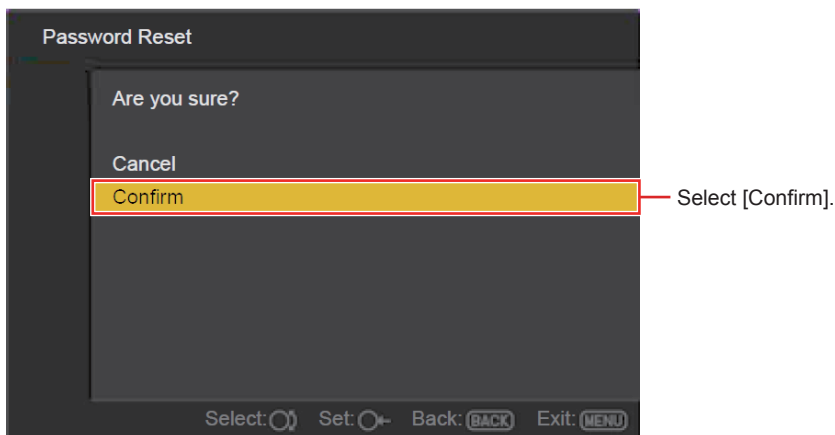 Password Reset
Are you sure?
Cancel
Confirm
Select [Confirm].
Select: Set: Back: BACK Exit: MENU